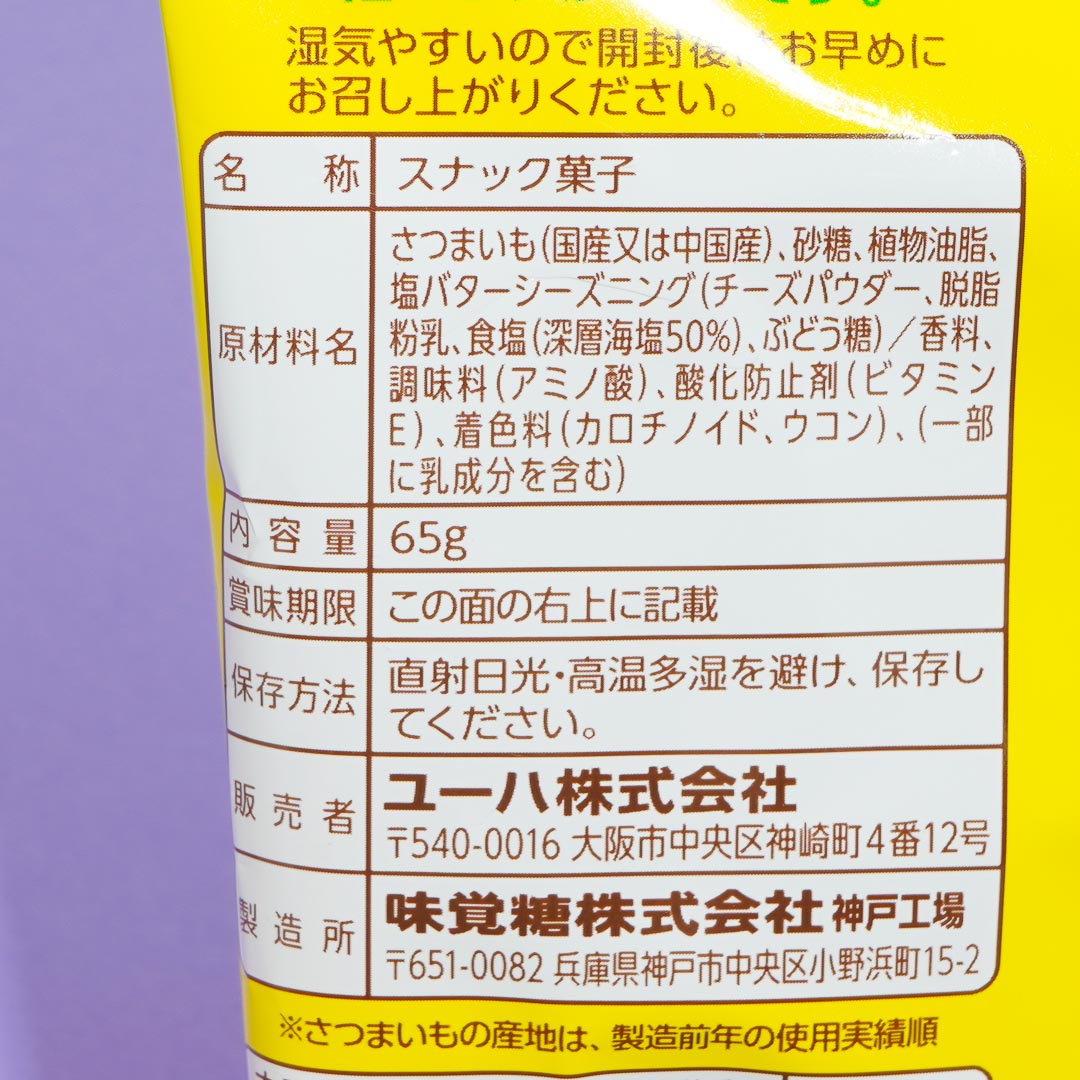 湿気やすいので開封後はお早めに
お召し上がりください。
名称 スナック菓子
原材料名
さつまいも(国産又は中国産)、砂糖、植物油脂、
塩バターシーズニング(チーズパウダー、脱脂
粉乳、食塩(深層海塩50%)、ぶどう糖)/香料、
調味料(アミノ酸)、酸化防止剤(ビタミン
E)、着色料(カロチノイド、ウコン)、(一部
に乳成分を含む)
内容量 65g
賞味期限 この面の右上に記載
保存方法 直射日光・高温多湿を避け、保存し
てください。
販売者 ユーハ株式会社
〒540-0016 大阪市中央区神崎町4番12号
製造所 味覚糖株式会社 神戸工場
〒651-0082 兵庫県神戸市中央区小野浜町15-2
※さつまいもの産地は、製造前年の使用実績順